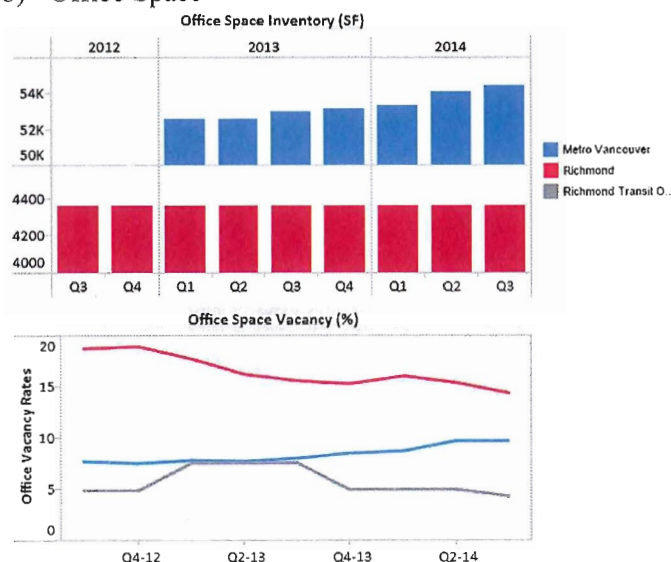 Office Space
Office Space Inventory (SF)
2012 2013 2014
54K
52K
50K
4400
4200
4000
Q3 Q4 Q1 Q2 Q3 Q4 Q1 Q2 Q3
Metro Vancouver
Richmond
Richmond Transit O..
Office Space Vacancy (%)
Office Vacancy Rates
20
15
10
5
0
Q4-12 Q2-13 Q4-13 Q2-14